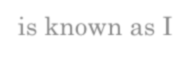 is known as I